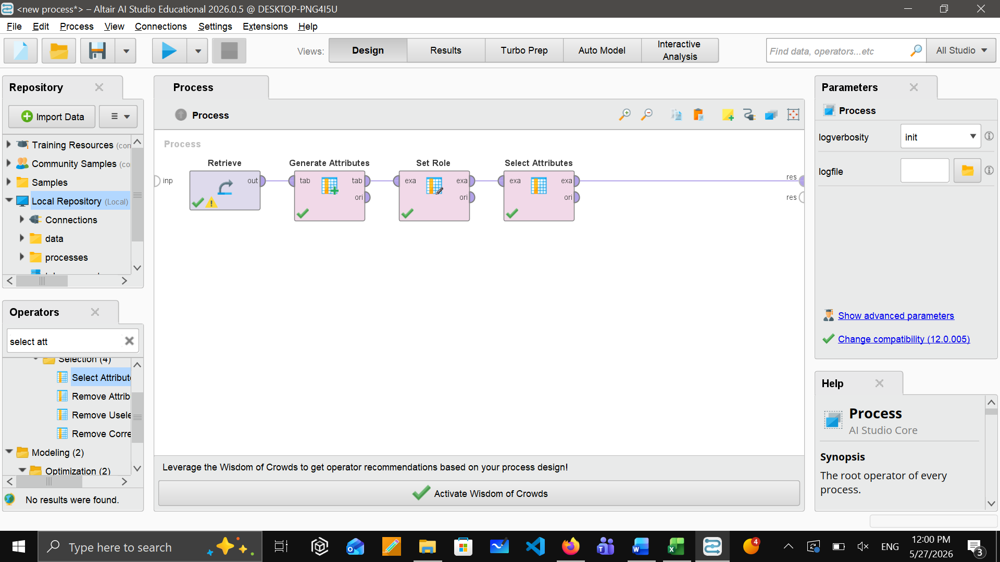 <new process*> – Altair AI Studio Educational 2026.0.5 @ DESKTOP-PNG4I5U
File Edit Process View Connections Settings Extensions Help
Views: Design Results Turbo Prep Auto Model Interactive Analysis
Find data, operators...etc
All Studio
Repository
Import Data
Training Resources (con
Community Samples (co
Samples
Local Repository (Local)
Connections
data
processes
Operators
select att
Selection (4)
Select Attribute
Remove Attrib
Remove Usele
Remove Corre
Modeling (2)
Optimization (2)
No results were found.
Process
Process
Process
inp
Retrieve
out
Generate Attributes
tab tab
ori
Set Role
exa exa
ori
Select Attributes
exa exa
ori
res
res
Leverage the Wisdom of Crowds to get operator recommendations based on your process design!
Activate Wisdom of Crowds
Parameters
Process
logverbosity init
logfile
Show advanced parameters
Change compatibility (12.0.005)
Help
Process
AI Studio Core
Synopsis
The root operator of every
process.
Type here to search
4
ENG
12:00 PM
5/27/2026
3